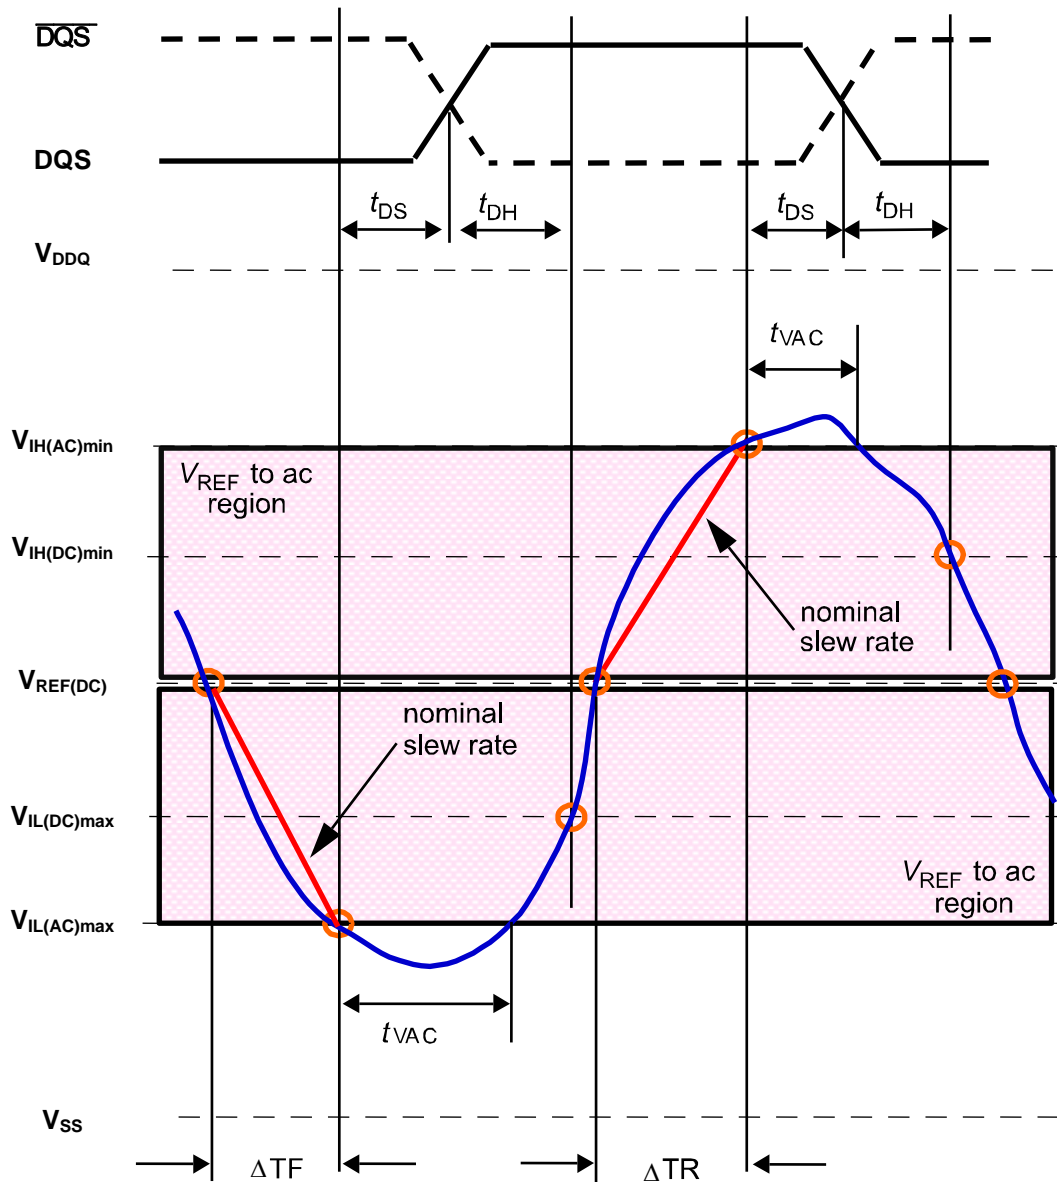 D̅Q̅S̅
DQS
tDS
tDH
tDS
tDH
VDDQ
tVAC
VIH(AC)min
VREF to ac
region
VIH(DC)min
nominal
slew rate
VREF(DC)
nominal
slew rate
VIL(DC)max
VREF to ac
region
VIL(AC)max
tVAC
VSS
ΔTF
ΔTR